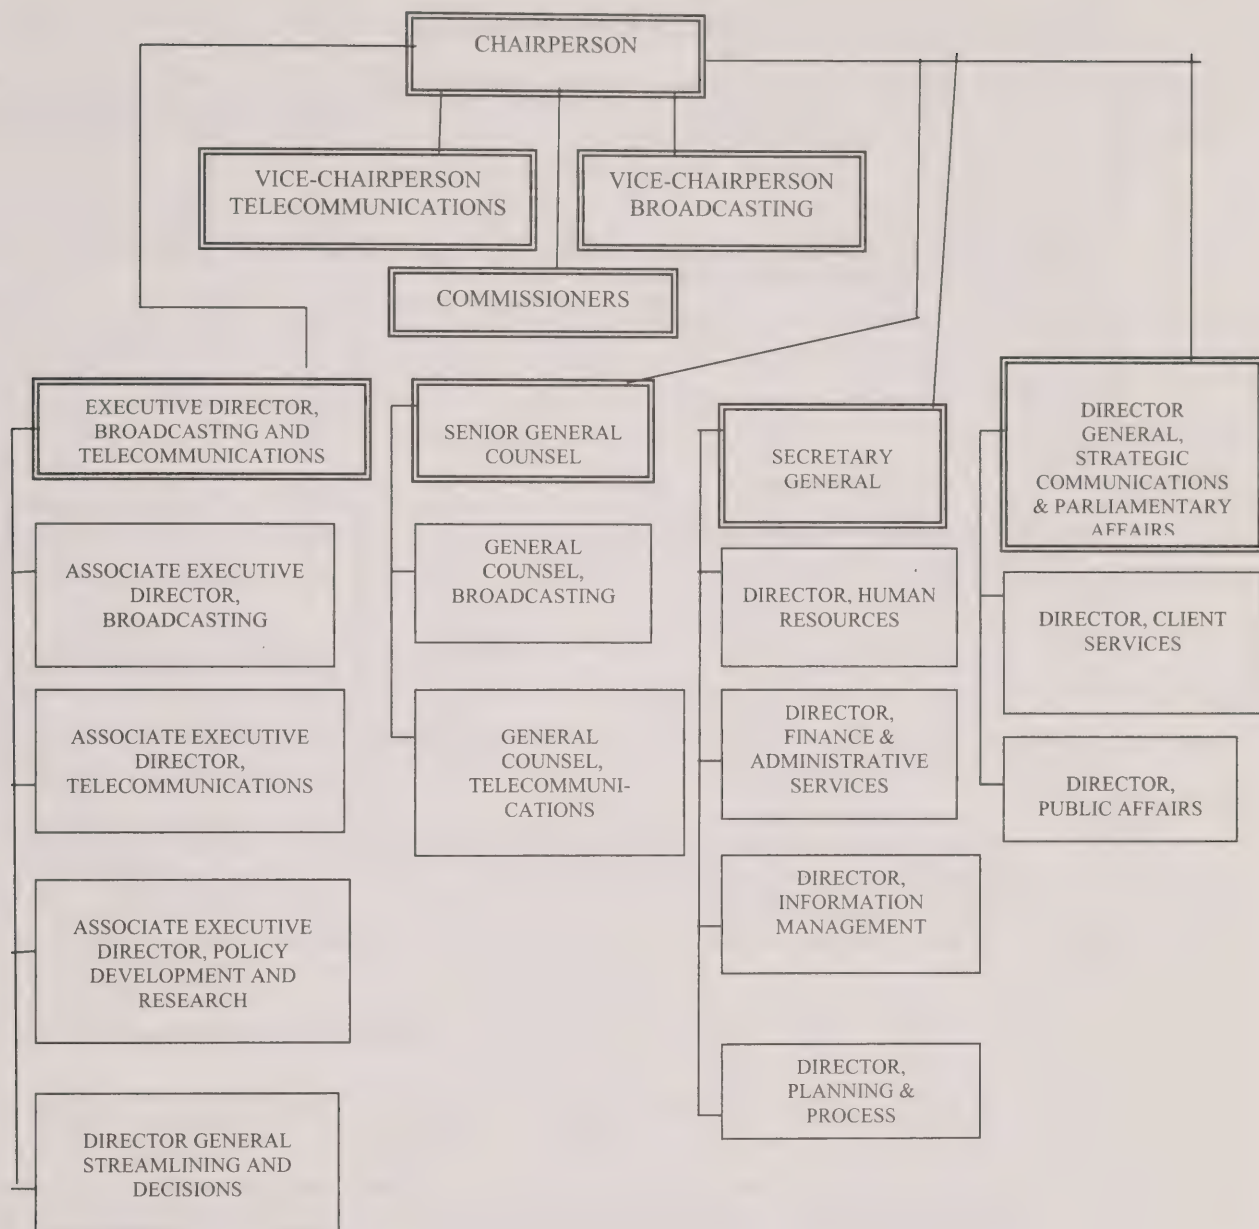 CHAIRPERSON
VICE-CHAIRPERSON
TELECOMMUNICATIONS
VICE-CHAIRPERSON
BROADCASTING
COMMISSIONERS
EXECUTIVE DIRECTOR,
BROADCASTING AND
TELECOMMUNICATIONS
ASSOCIATE EXECUTIVE
DIRECTOR,
BROADCASTING
ASSOCIATE EXECUTIVE
DIRECTOR,
TELECOMMUNICATIONS
ASSOCIATE EXECUTIVE
DIRECTOR, POLICY
DEVELOPMENT AND
RESEARCH
DIRECTOR GENERAL
STREAMLINING AND
DECISIONS
SENIOR GENERAL
COUNSEL
GENERAL
COUNSEL,
BROADCASTING
GENERAL
COUNSEL,
TELECOMMUNI-
CATIONS
SECRETARY
GENERAL
DIRECTOR, HUMAN
RESOURCES
DIRECTOR,
FINANCE &
ADMINISTRATIVE
SERVICES
DIRECTOR,
INFORMATION
MANAGEMENT
DIRECTOR,
PLANNING &
PROCESS
DIRECTOR
GENERAL,
STRATEGIC
COMMUNICATIONS
& PARLIAMENTARY
AFFAIRS
DIRECTOR, CLIENT
SERVICES
DIRECTOR,
PUBLIC AFFAIRS